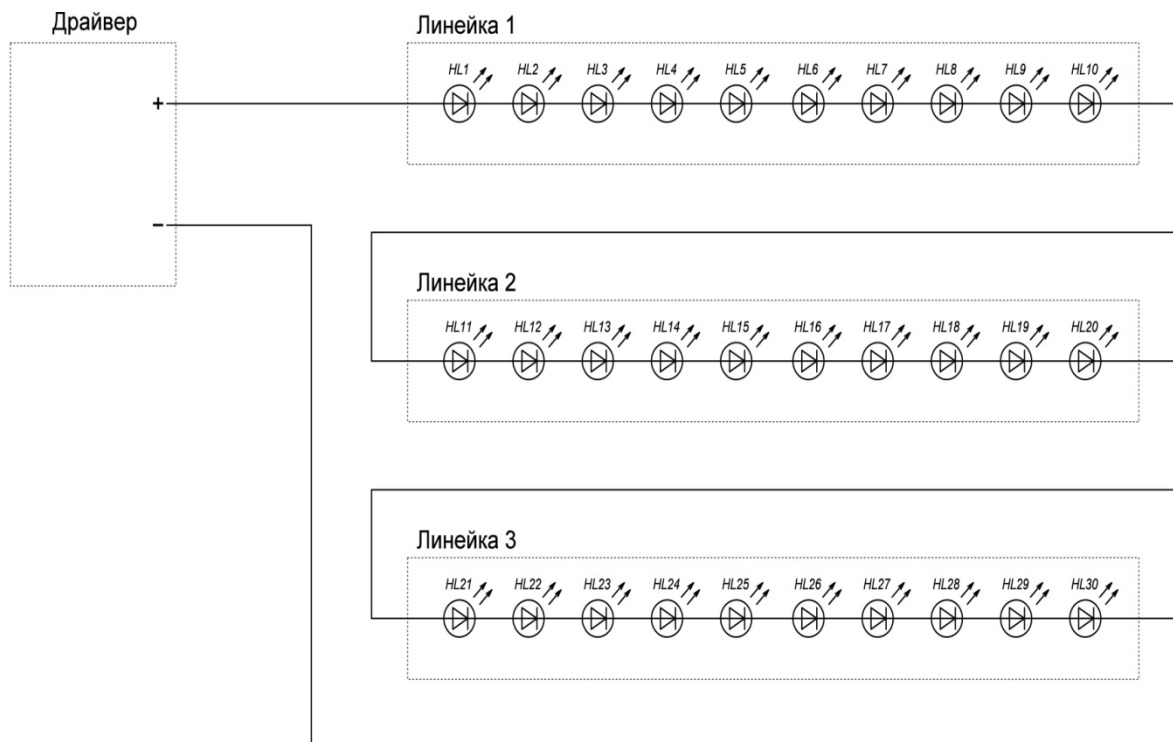 Драйвер
Линейка 1
HL1 HL2 HL3 HL4 HL5 HL6 HL7 HL8 HL9 HL10
+
–
Линейка 2
HL11 HL12 HL13 HL14 HL15 HL16 HL17 HL18 HL19 HL20
Линейка 3
HL21 HL22 HL23 HL24 HL25 HL26 HL27 HL28 HL29 HL30